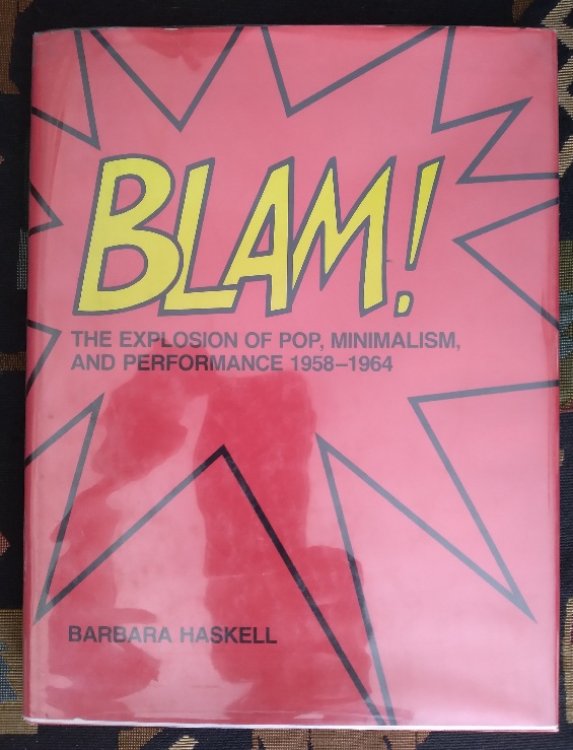 BLAM!
THE EXPLOSION OF POP, MINIMALISM,
AND PERFORMANCE 1958–1964
BARBARA HASKELL